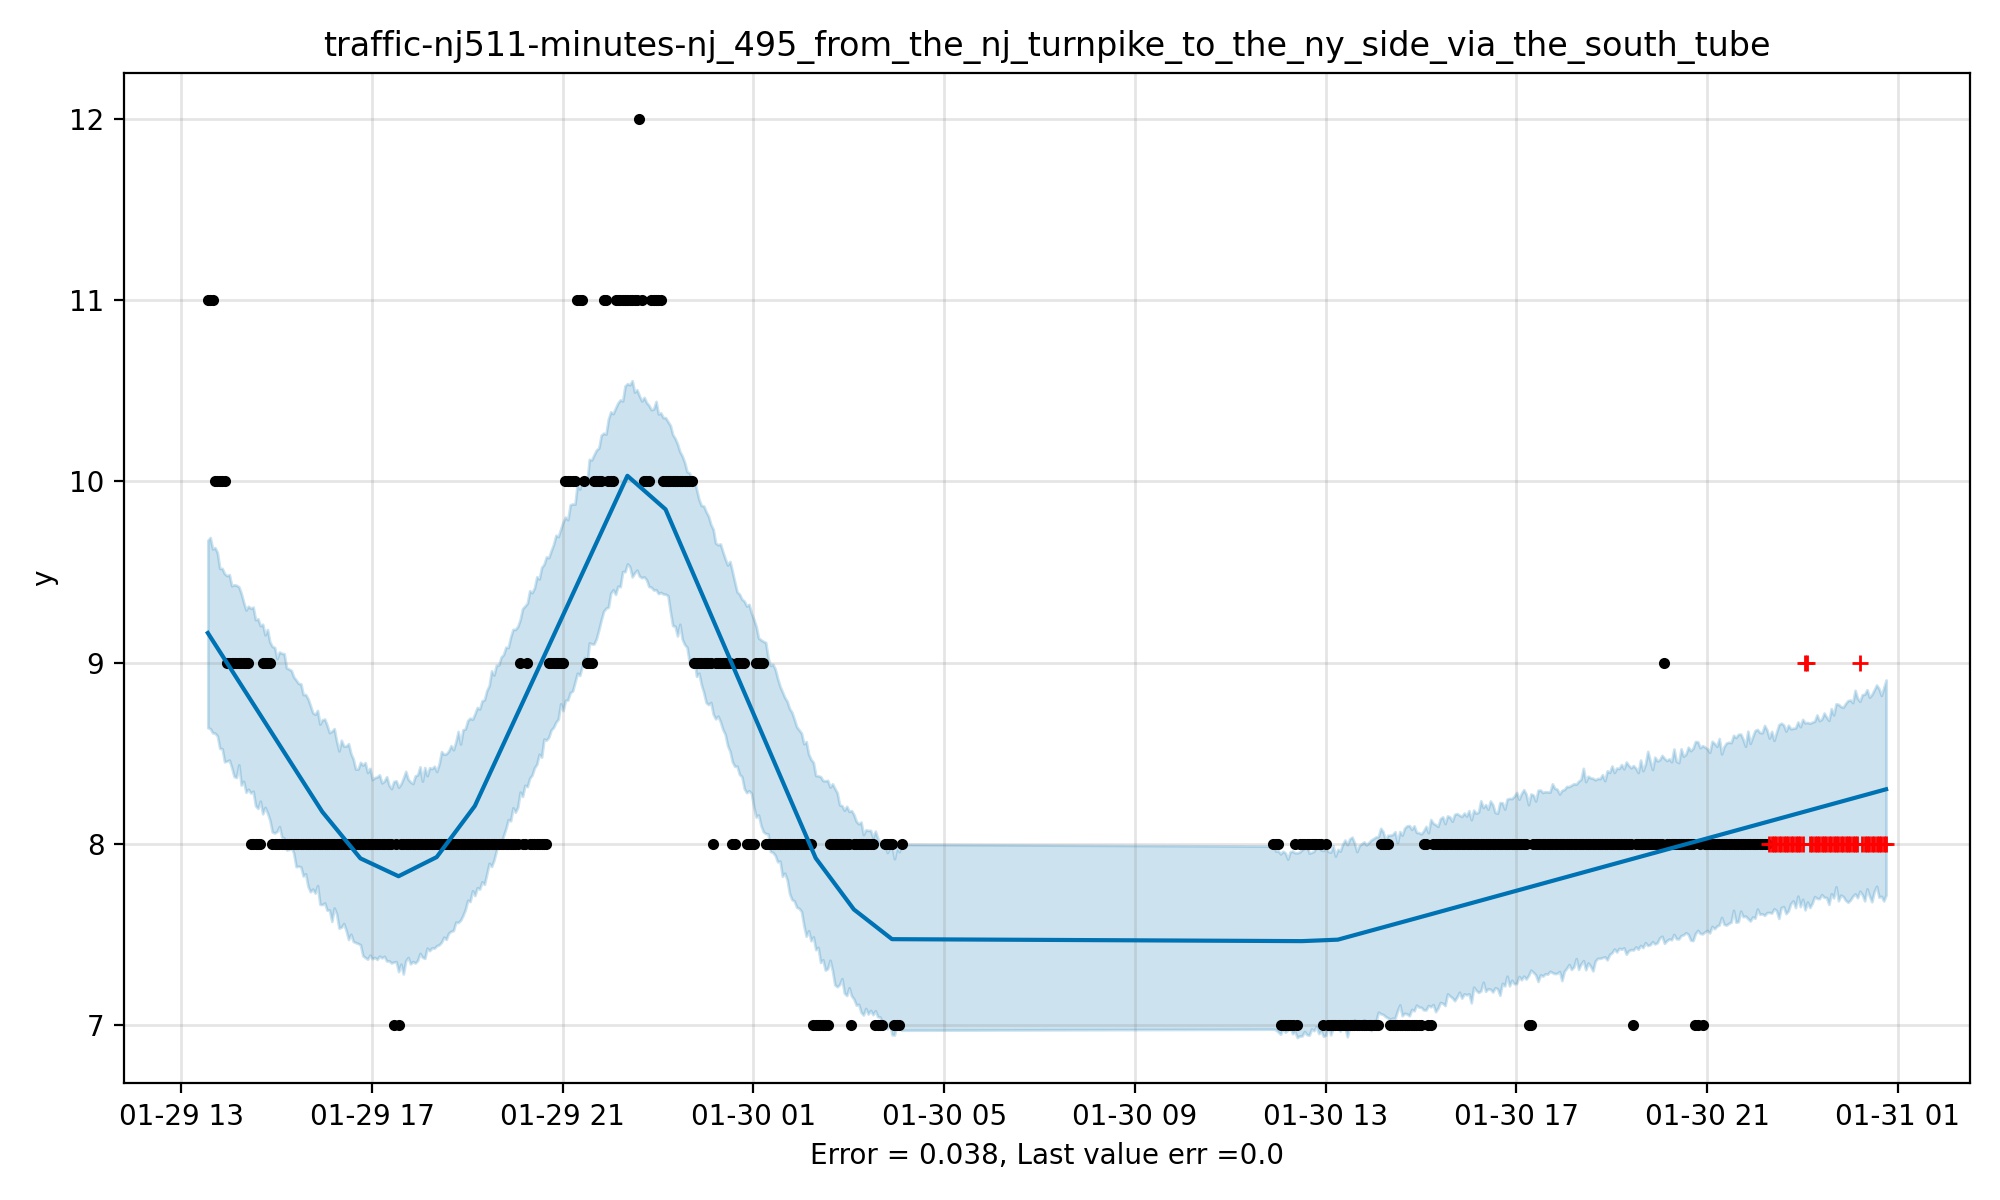 traffic-nj511-minutes-nj_495_from_the_nj_turnpike_to_the_ny_side_via_the_south_tube
12
11
10
9
8
7
y
01-29 13 01-29 17 01-29 21 01-30 01 01-30 05 01-30 09 01-30 13 01-30 17 01-30 21 01-31 01
Error = 0.038, Last value err =0.0